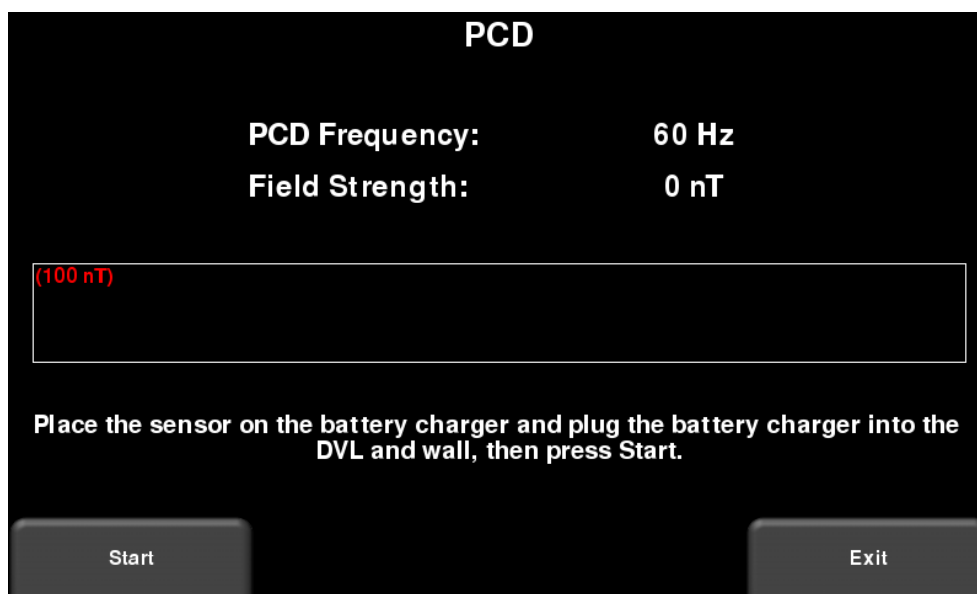 PCD
PCD Frequency: 60 Hz
Field Strength: 0 nT
(100 nT)
Place the sensor on the battery charger and plug the battery charger into the
DVL and wall, then press Start.
Start Exit